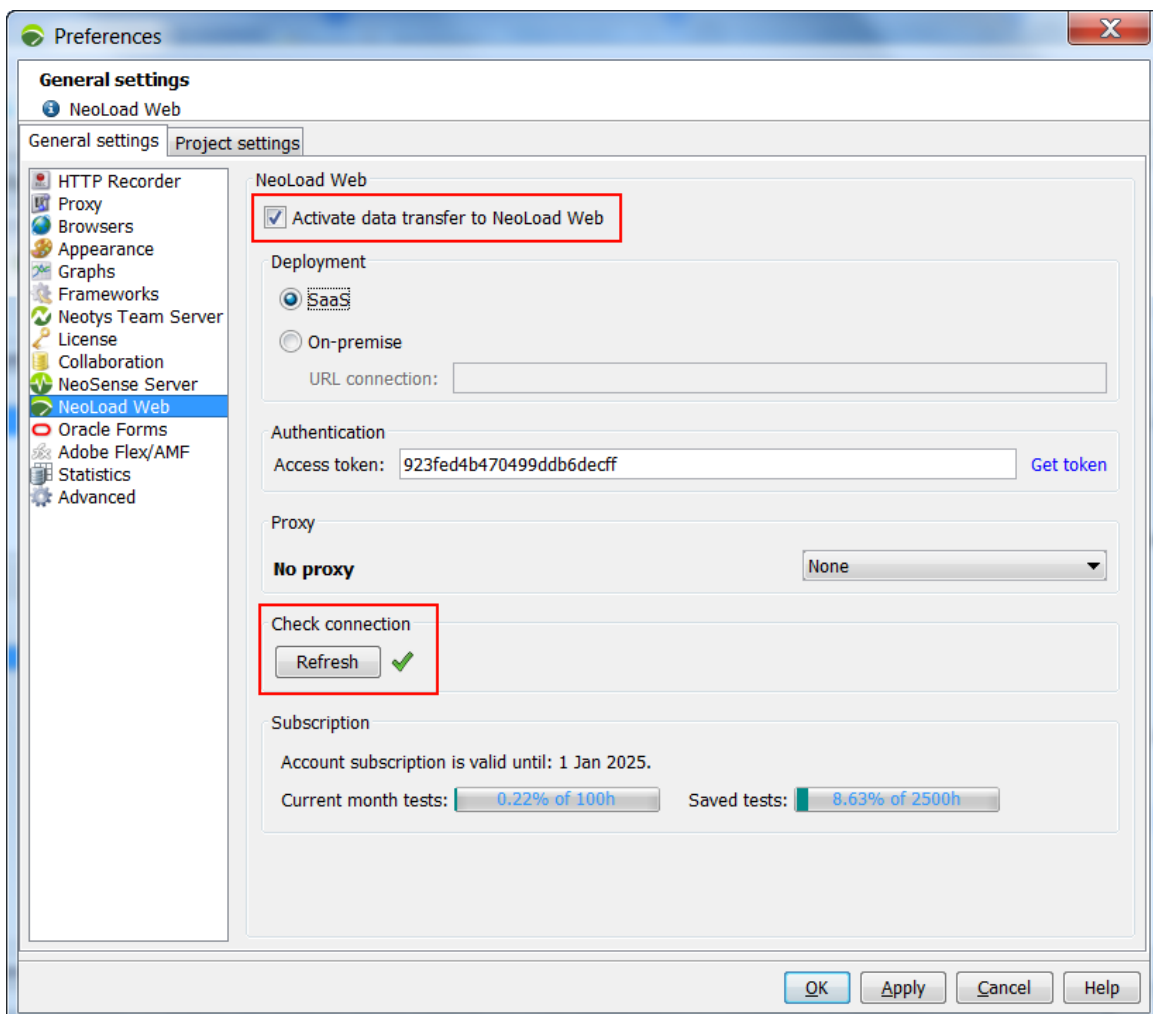 Preferences
X
General settings
NeoLoad Web
General settings
Project settings
HTTP Recorder
Proxy
Browsers
Appearance
Graphs
Frameworks
Neotys Team Server
License
Collaboration
NeoSense Server
NeoLoad Web
Oracle Forms
Adobe Flex/AMF
Statistics
Advanced
NeoLoad Web
Activate data transfer to NeoLoad Web
Deployment
SaaS
On-premise
URL connection:
Authentication
Access token: 923fed4b470499ddb6decff Get token
Proxy
No proxy None
Check connection
Refresh
Subscription
Account subscription is valid until: 1 Jan 2025.
Current month tests: 0.22% of 100h Saved tests: 8.63% of 2500h
OK Apply Cancel Help